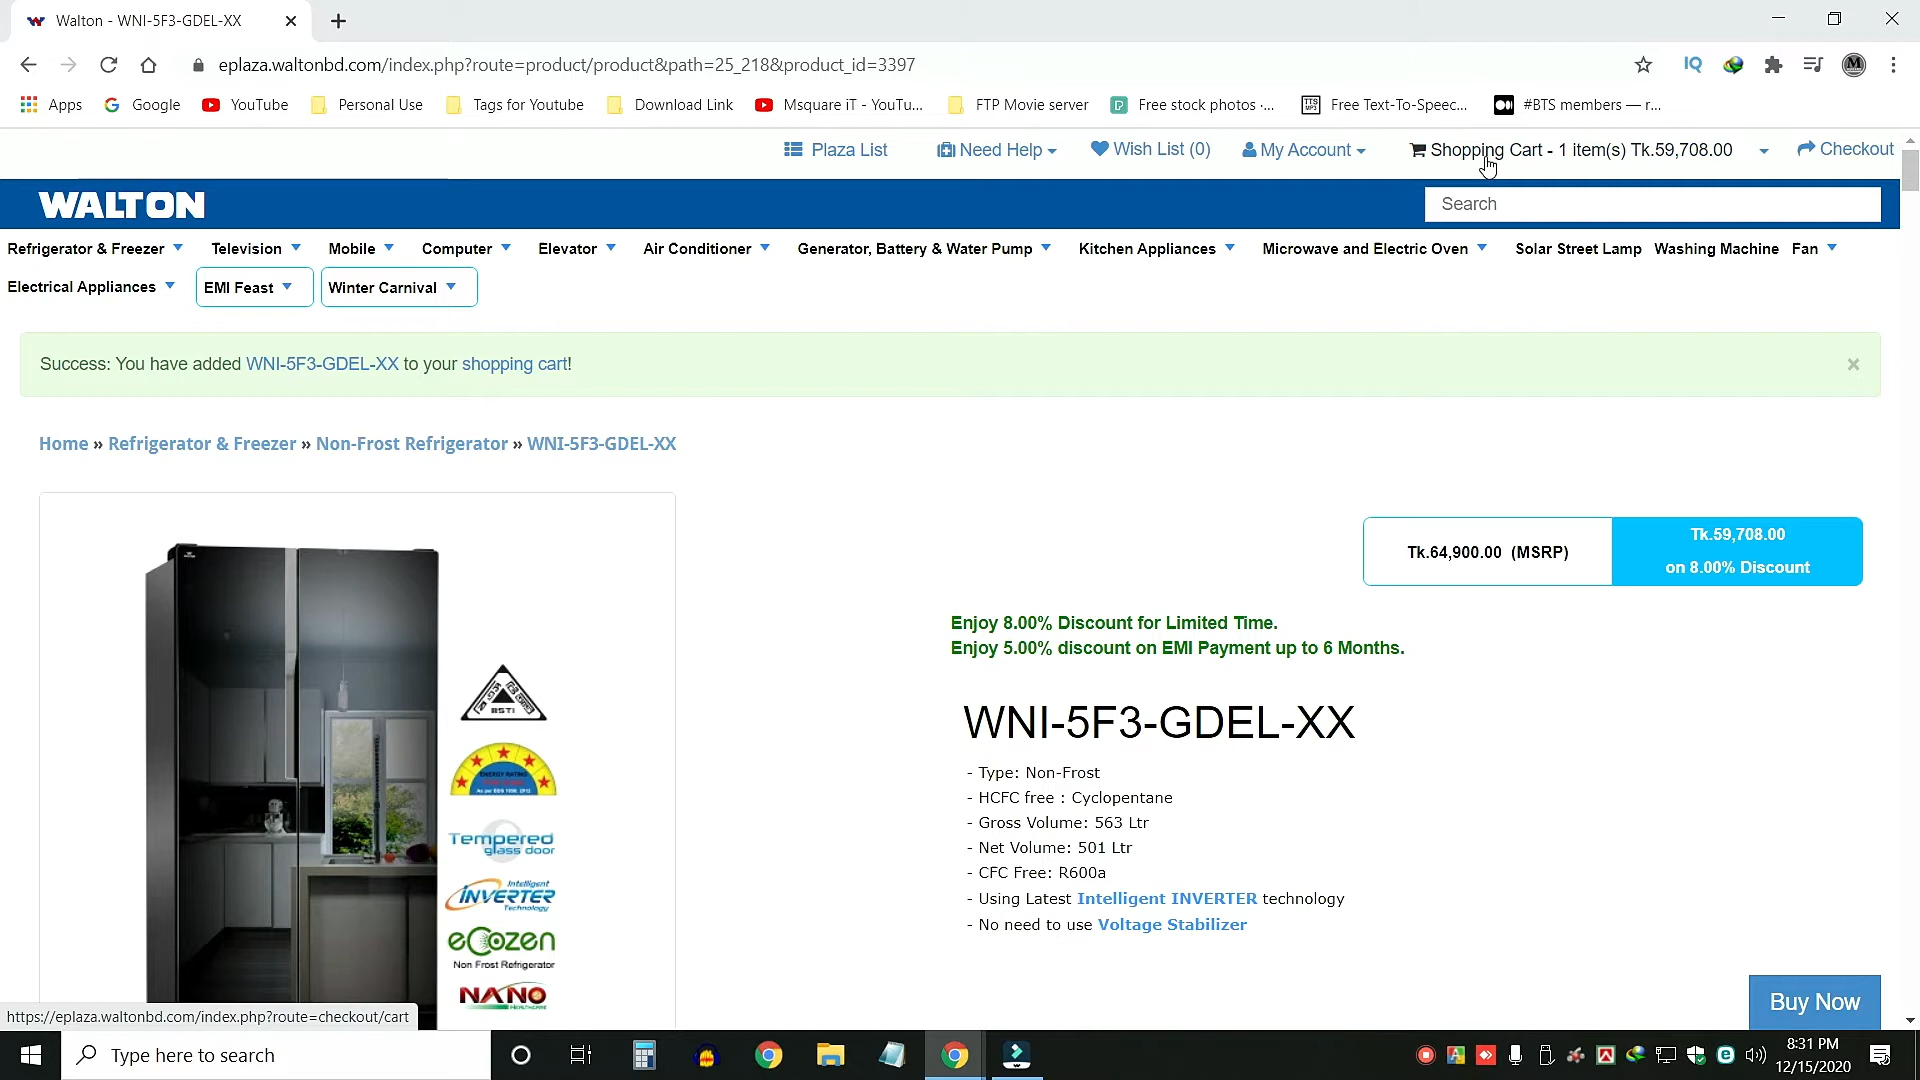 Walton - WNI-5F3-GDEL-XX
eplaza.waltonbd.com/index.php?route=product/product&path=25_218&product_id=3397
IQ
M
Apps Google YouTube Personal Use Tags for Youtube Download Link Msquare iT - YouTu... FTP Movie server Free stock photos ·... Free Text-To-Speec... #BTS members — r...
Plaza List Need Help Wish List (0) My Account Shopping Cart - 1 item(s) Tk.59,708.00 Checkout
WALTON
Search
Refrigerator & Freezer Television Mobile Computer Elevator Air Conditioner Generator, Battery & Water Pump Kitchen Appliances Microwave and Electric Oven Solar Street Lamp Washing Machine Fan
Electrical Appliances EMI Feast Winter Carnival
Success: You have added WNI-5F3-GDEL-XX to your shopping cart! ×
Home » Refrigerator & Freezer » Non-Frost Refrigerator » WNI-5F3-GDEL-XX
Tk.64,900.00 (MSRP)
Tk.59,708.00
on 8.00% Discount
Enjoy 8.00% Discount for Limited Time.
Enjoy 5.00% discount on EMI Payment up to 6 Months.
WNI-5F3-GDEL-XX
- Type: Non-Frost
- HCFC free : Cyclopentane
- Gross Volume: 563 Ltr
- Net Volume: 501 Ltr
- CFC Free: R600a
- Using Latest Intelligent INVERTER technology
- No need to use Voltage Stabilizer
BSTI
ENERGY RATING
Tempered
glass door
Intelligent
INVERTER
Technology
eCozen
Non Frost Refrigerator
NANO
HEALTHCARE
Buy Now
https://eplaza.waltonbd.com/index.php?route=checkout/cart
Type here to search
8:31 PM
12/15/2020